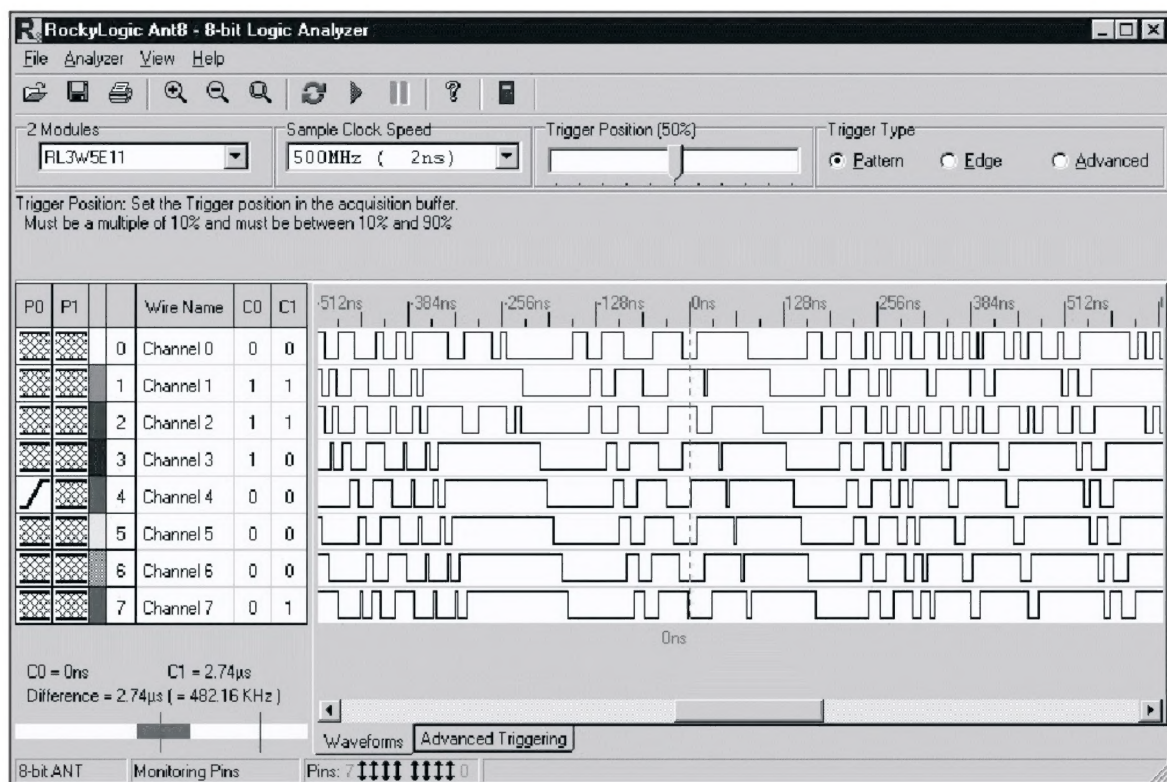 RockyLogic Ant8 - 8-bit Logic Analyzer
File Analyzer View Help
2 Modules
RL3W5E11
Sample Clock Speed
500MHz ( 2ns)
Trigger Position (50%)
Trigger Type
Pattern Edge Advanced
Trigger Position: Set the Trigger position in the acquisition buffer.
Must be a multiple of 10% and must be between 10% and 90%
P0 P1 Wire Name C0 C1
-512ns -384ns -256ns -128ns 0ns 128ns 256ns 384ns 512ns
0 Channel 0 0 0
1 Channel 1 1 1
2 Channel 2 1 1
3 Channel 3 1 0
4 Channel 4 0 0
5 Channel 5 0 0
6 Channel 6 0 0
7 Channel 7 0 1
0ns
C0 = 0ns C1 = 2.74µs
Difference = 2.74µs ( = 482.16 KHz )
Waveforms Advanced Triggering
8-bit ANT Monitoring Pins Pins: 7 0